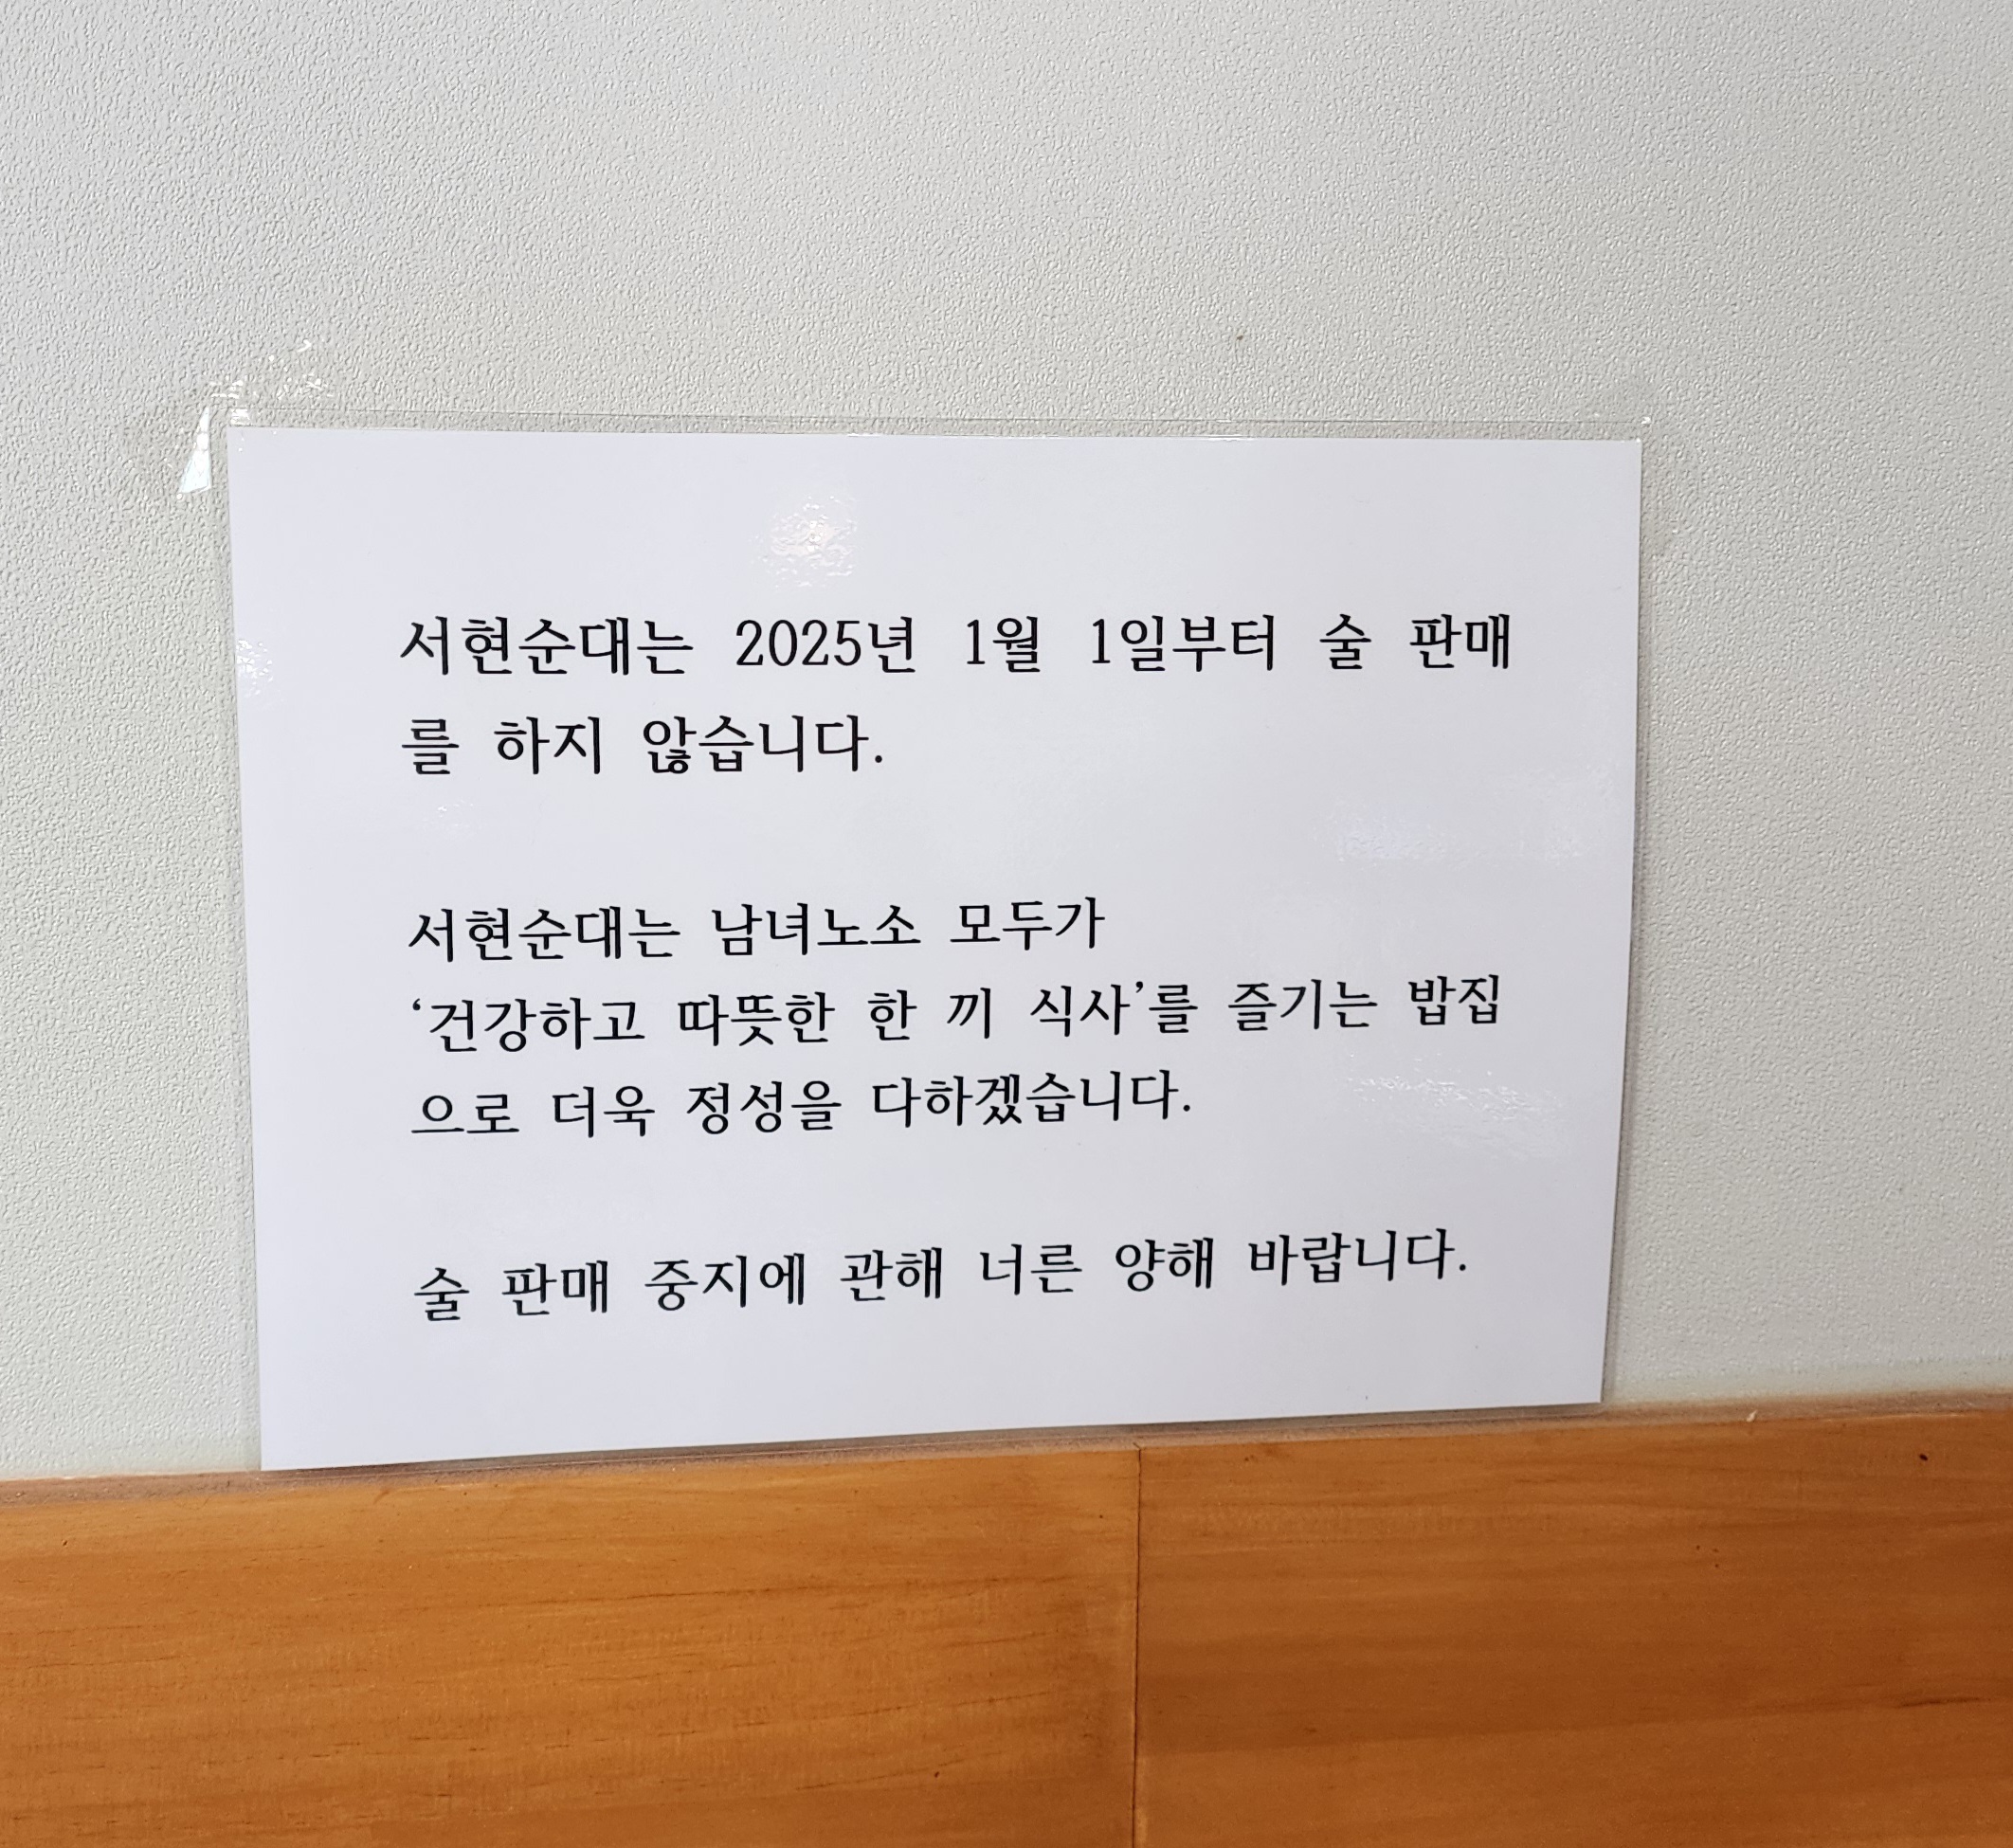 서현순대는 2025년 1월 1일부터 술 판매
를 하지 않습니다.
서현순대는 남녀노소 모두가
‘건강하고 따뜻한 한 끼 식사’를 즐기는 밥집
으로 더욱 정성을 다하겠습니다.
술 판매 중지에 관해 너른 양해 바랍니다.